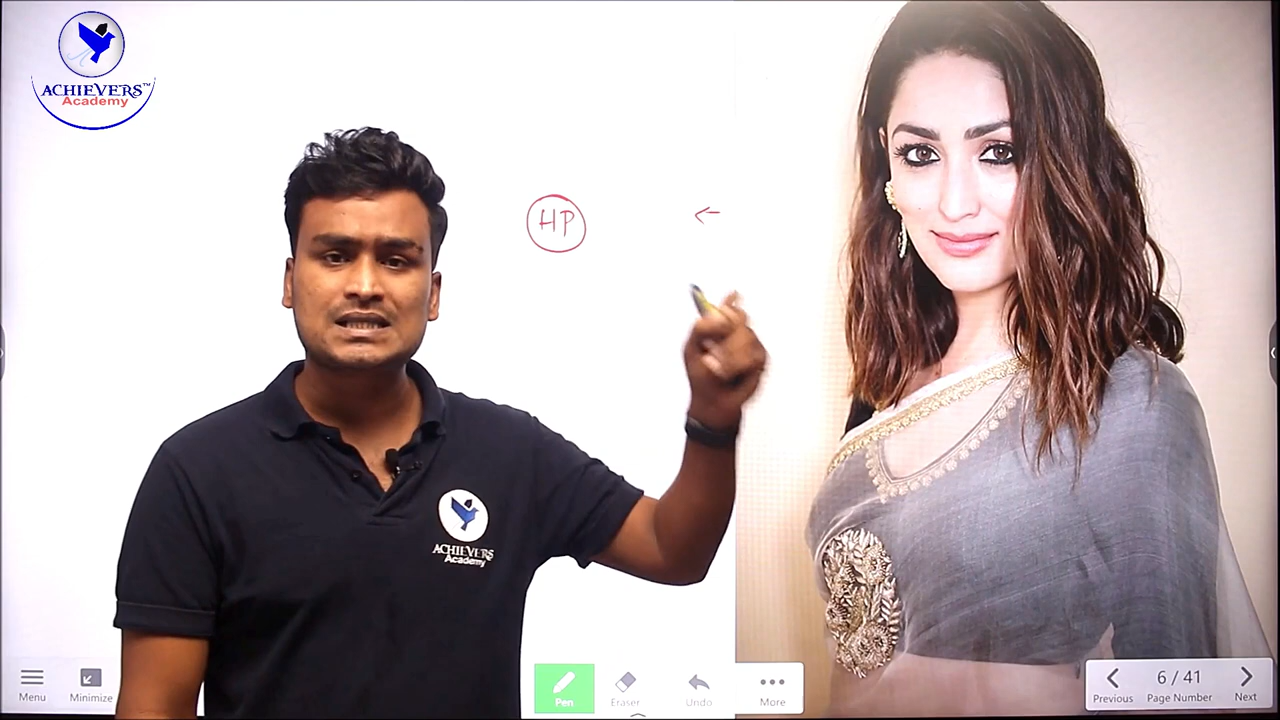 ACHIEVERS™
Academy
HP
ACHIEVERS
Academy
Menu
Minimize
Pen
Eraser
Undo
More
Previous
6 / 41
Page Number
Next